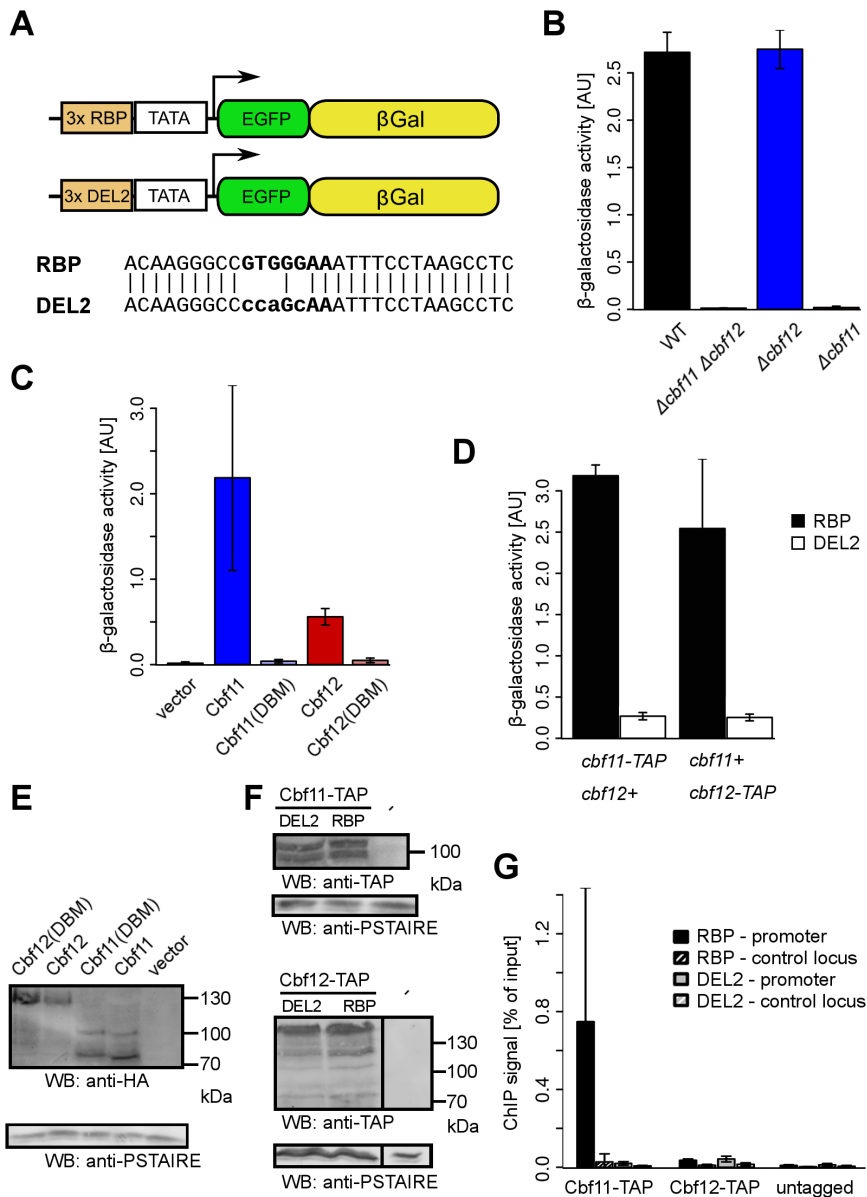 A
3x RBP TATA EGFP βGal
3x DEL2 TATA EGFP βGal
RBP ACAAGGGCCGTGGGAAATTTCCTAAGCCTC
DEL2 ACAAGGGCCccaGcAAATTTCCTAAGCCTC
B
β-galactosidase activity [AU]
2.5
2.0
1.5
1.0
0.5
0.0
WT
Δcbf11 Δcbf12
Δcbf12
Δcbf11
C
β-galactosidase activity [AU]
3.0
2.0
1.0
0.0
vector
Cbf11
Cbf11(DBM)
Cbf12
Cbf12(DBM)
D
β-galactosidase activity [AU]
3.0
2.5
2.0
1.5
1.0
0.5
0.0
RBP
DEL2
cbf11-TAP cbf11+
cbf12+ cbf12-TAP
E
Cbf12(DBM)
Cbf12
Cbf11(DBM)
Cbf11
vector
130
100
70
WB: anti-HA
kDa
WB: anti-PSTAIRE
F
Cbf11-TAP -
DEL2 RBP
100
WB: anti-TAP
kDa
WB: anti-PSTAIRE
Cbf12-TAP -
DEL2 RBP
130
100
70
WB: anti-TAP
kDa
WB: anti-PSTAIRE
G
ChIP signal [% of input]
1.2
0.8
0.4
0.0
RBP - promoter
RBP - control locus
DEL2 - promoter
DEL2 - control locus
Cbf11-TAP Cbf12-TAP untagged